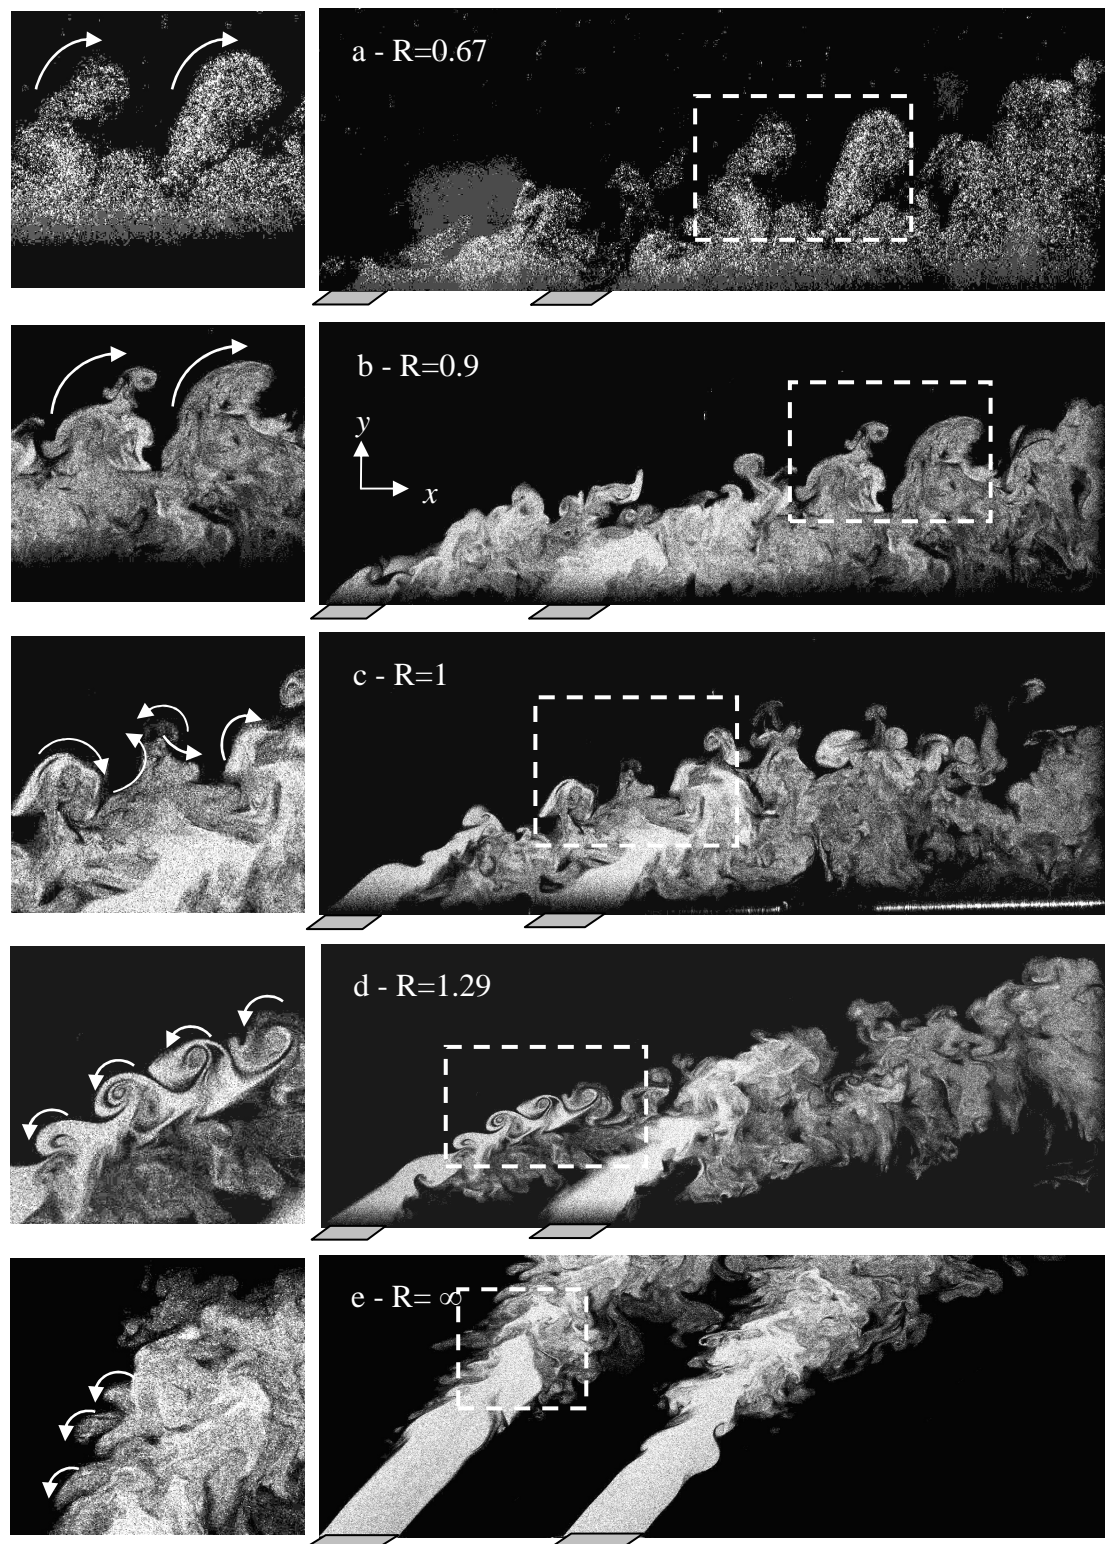 a - R=0.67
b - R=0.9
y
x
c - R=1
d - R=1.29
e - R= ∞